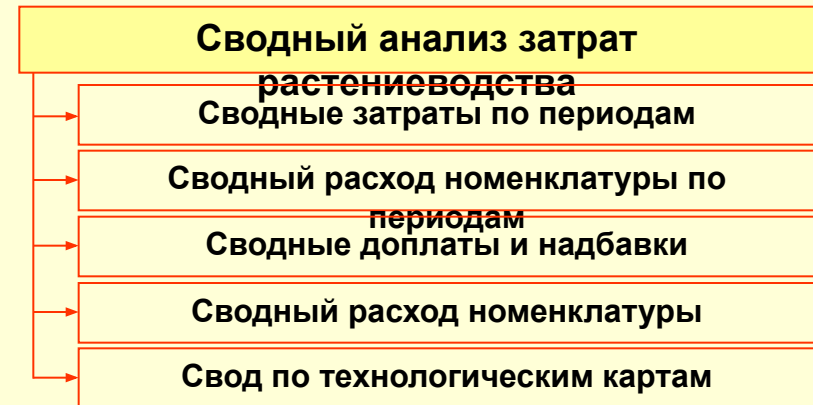 Сводный анализ затрат
растениеводства
Сводные затраты по периодам
Сводный расход номенклатуры по
периодам
Сводные доплаты и надбавки
Сводный расход номенклатуры
Свод по технологическим картам